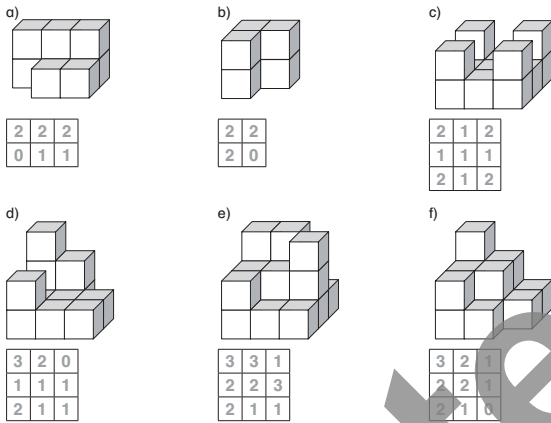 a)
b)
c)
2 2 2
0 1 1
2 2
2 0
2 1 2
1 1 1
2 1 2
d)
e)
f)
3 2 0
1 1 1
2 1 1
3 3 1
2 2 3
2 1 1
3 2 1
2 2 1
2 1 0